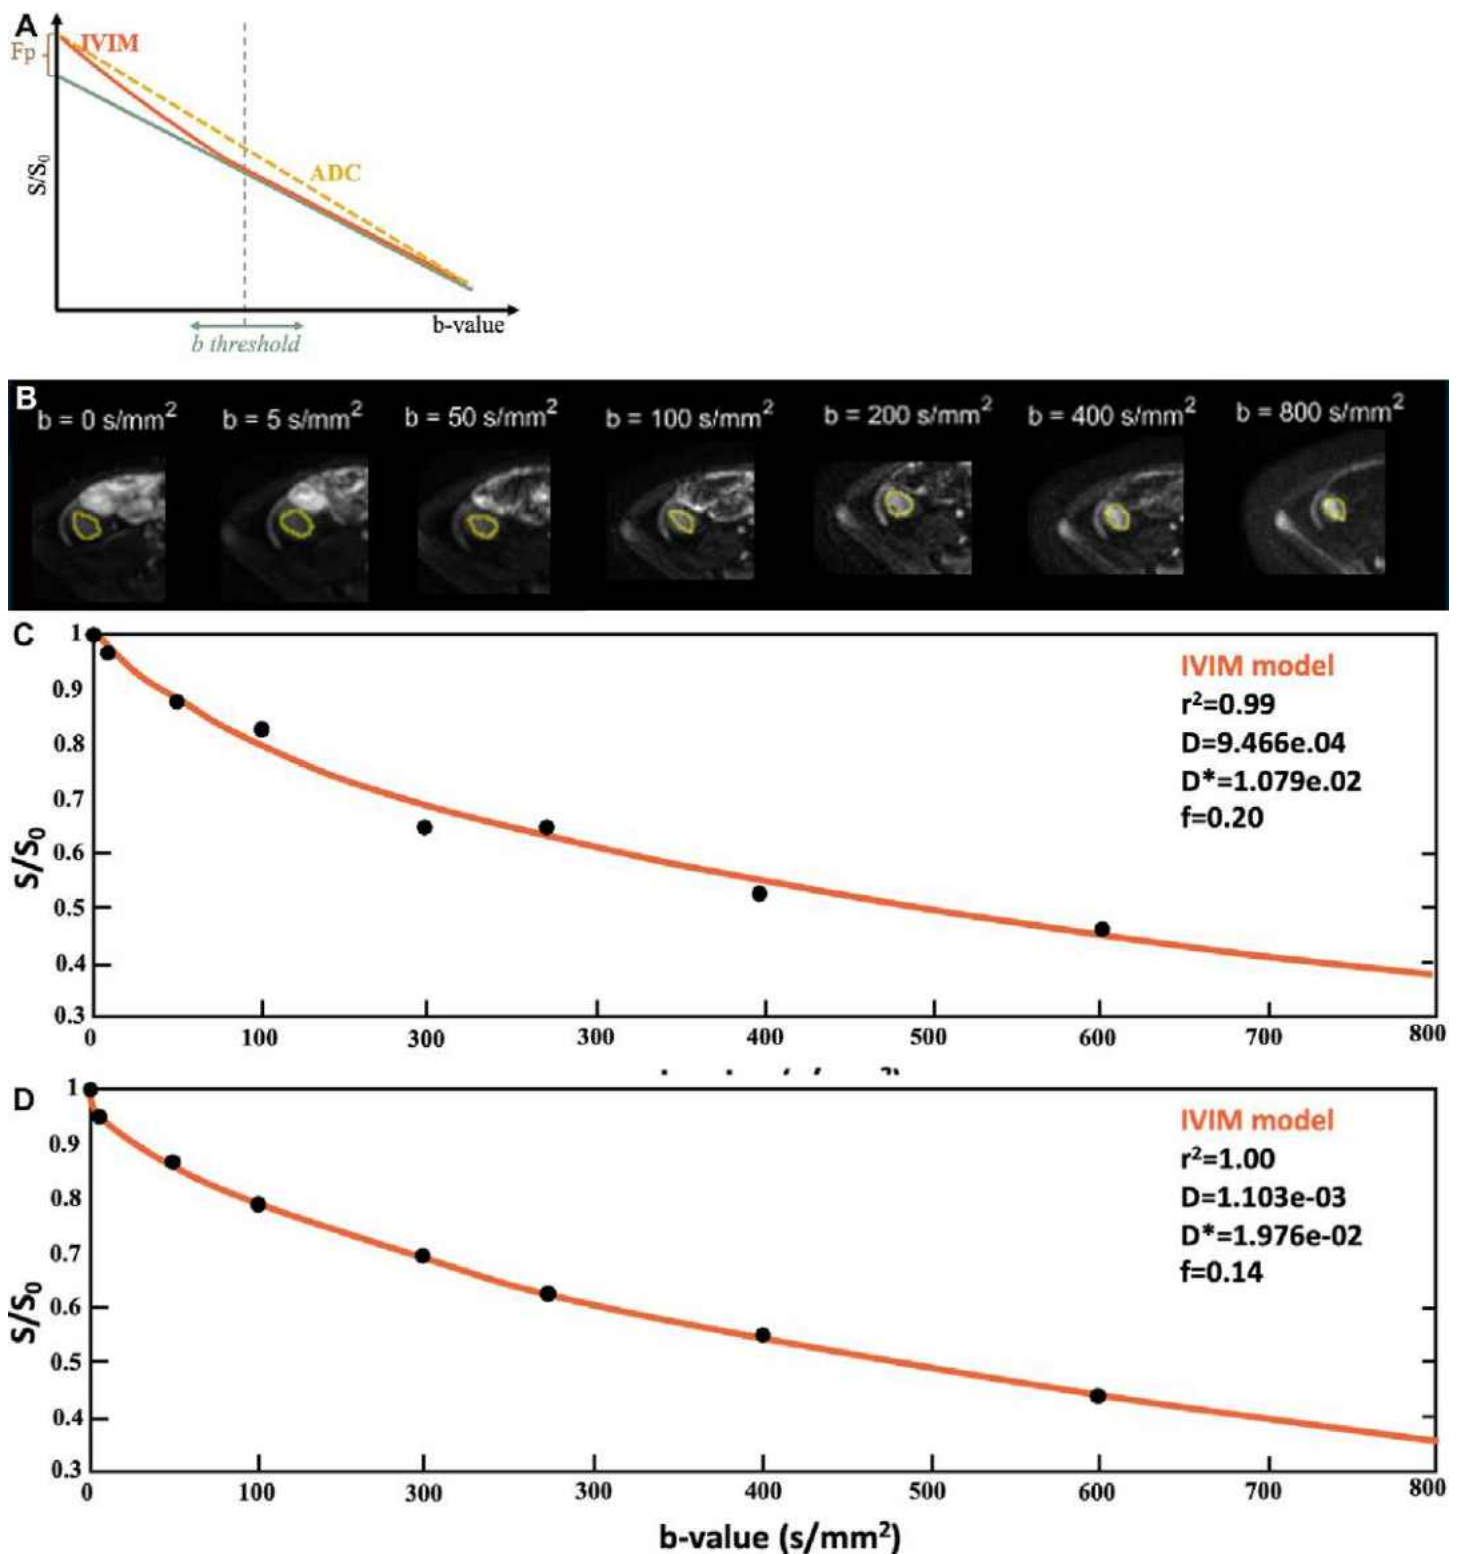 A
IVIM
Fp
S/S₀
ADC
b-value
b threshold
B
b = 0 s/mm²
b = 5 s/mm²
b = 50 s/mm²
b = 100 s/mm²
b = 200 s/mm²
b = 400 s/mm²
b = 800 s/mm²
C
1
0.9
0.8
0.7
0.6
0.5
0.4
0.3
S/S₀
IVIM model
r²=0.99
D=9.466e.04
D*=1.079e.02
f=0.20
0 100 300 300 400 500 600 700 800
D
1
0.9
0.8
0.7
0.6
0.5
0.4
0.3
S/S₀
IVIM model
r²=1.00
D=1.103e-03
D*=1.976e-02
f=0.14
0 100 300 300 400 500 600 700 800
b-value (s/mm²)